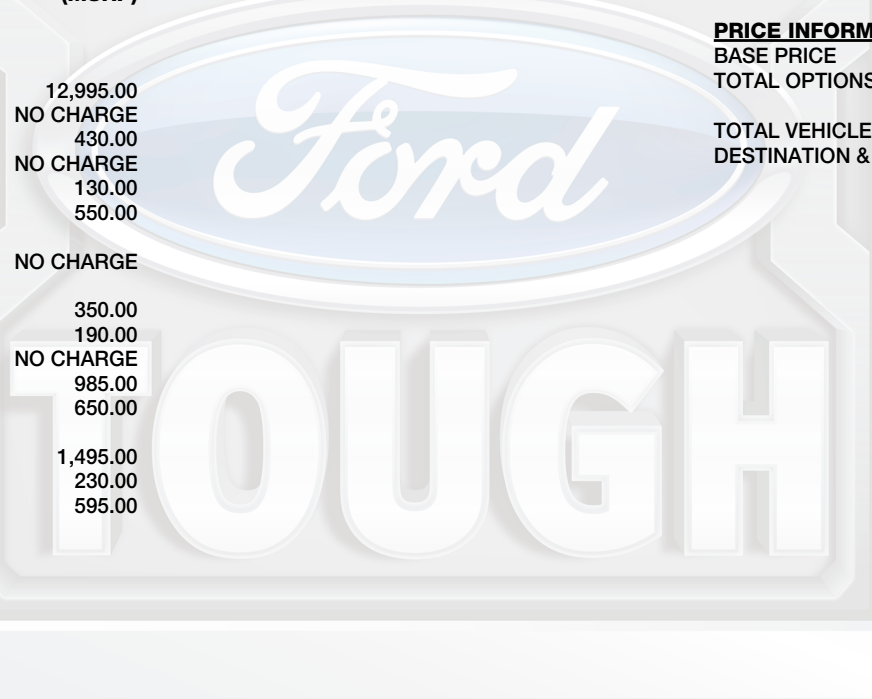 12,995.00
NO CHARGE
430.00
NO CHARGE
130.00
550.00
NO CHARGE
350.00
190.00
NO CHARGE
985.00
650.00
1,495.00
230.00
595.00
PRICE INFORM
BASE PRICE
TOTAL OPTIONS
TOTAL VEHICLE
DESTINATION &
Ford
TOUGH